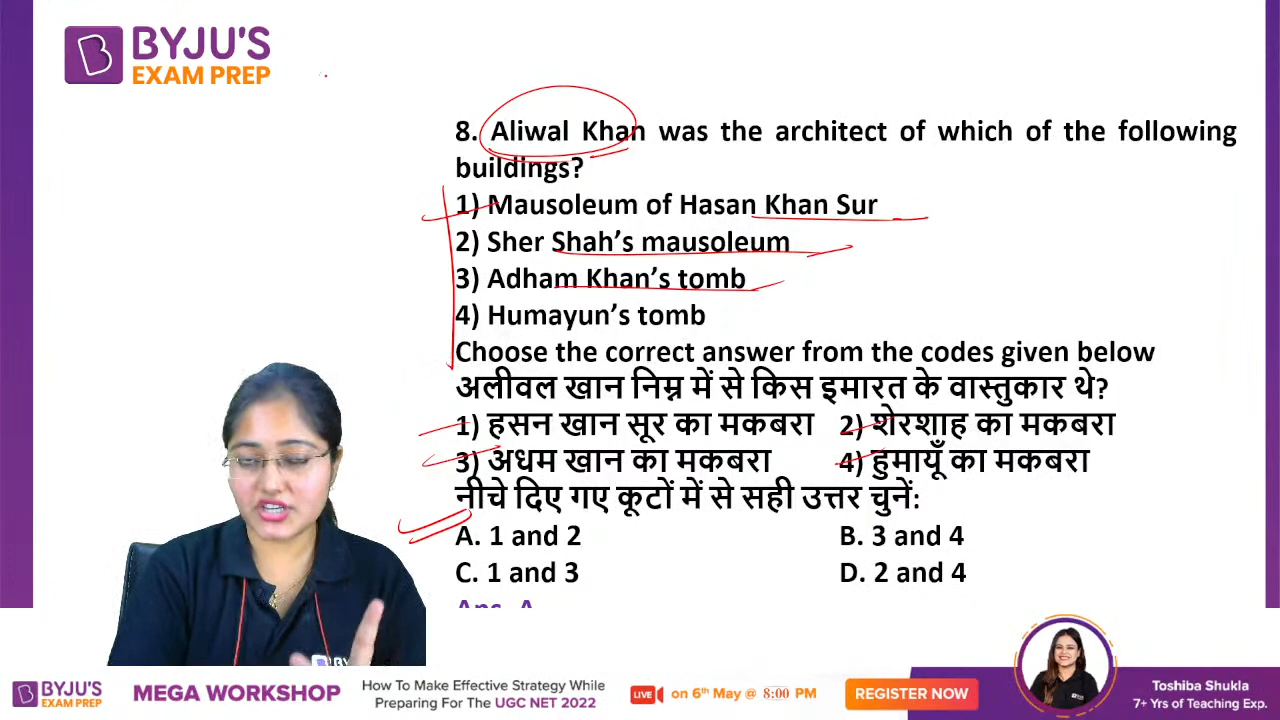 BYJU'S
EXAM PREP
8. Aliwal Khan was the architect of which of the following
buildings?
1) Mausoleum of Hasan Khan Sur
2) Sher Shah's mausoleum
3) Adham Khan's tomb
4) Humayun's tomb
Choose the correct answer from the codes given below
अलीवल खान निम्न में से किस इमारत के वास्तुकार थे?
1) हसन खान सूर का मकबरा 2) शेरशाह का मकबरा
3) अधम खान का मकबरा 4) हुमायूँ का मकबरा
नीचे दिए गए कूटों में से सही उत्तर चुनें:
A. 1 and 2 B. 3 and 4
C. 1 and 3 D. 2 and 4
Ans. A
BYJU'S
EXAM PREP
MEGA WORKSHOP
How To Make Effective Strategy While
Preparing For The UGC NET 2022
LIVE on 6th May @ 8:00 PM
REGISTER NOW
Toshiba Shukla
7+ Yrs of Teaching Exp.